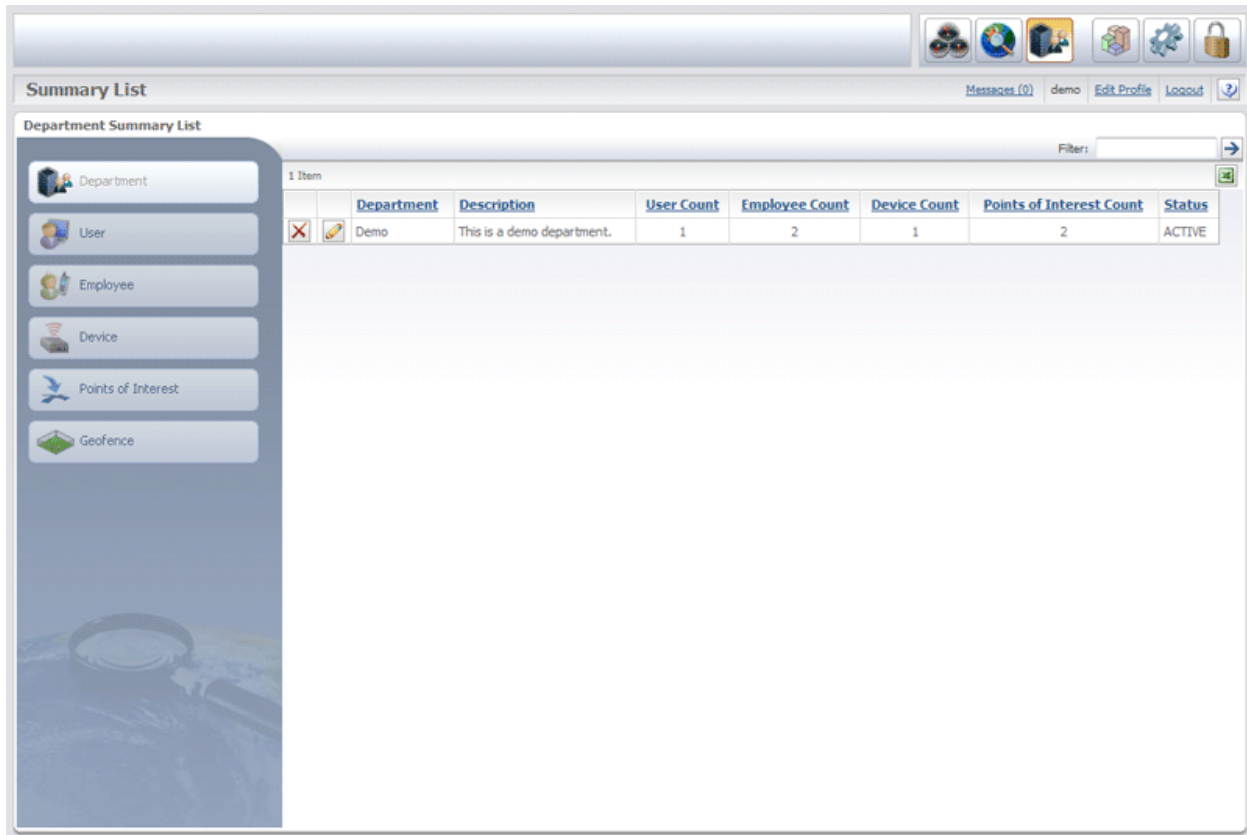 Summary List
Messages (0) demo Edit Profile Logout
Department Summary List
Filter:
Department
User
Employee
Device
Points of Interest
Geofence
1 Item
Department Description User Count Employee Count Device Count Points of Interest Count Status
Demo This is a demo department. 1 2 1 2 ACTIVE